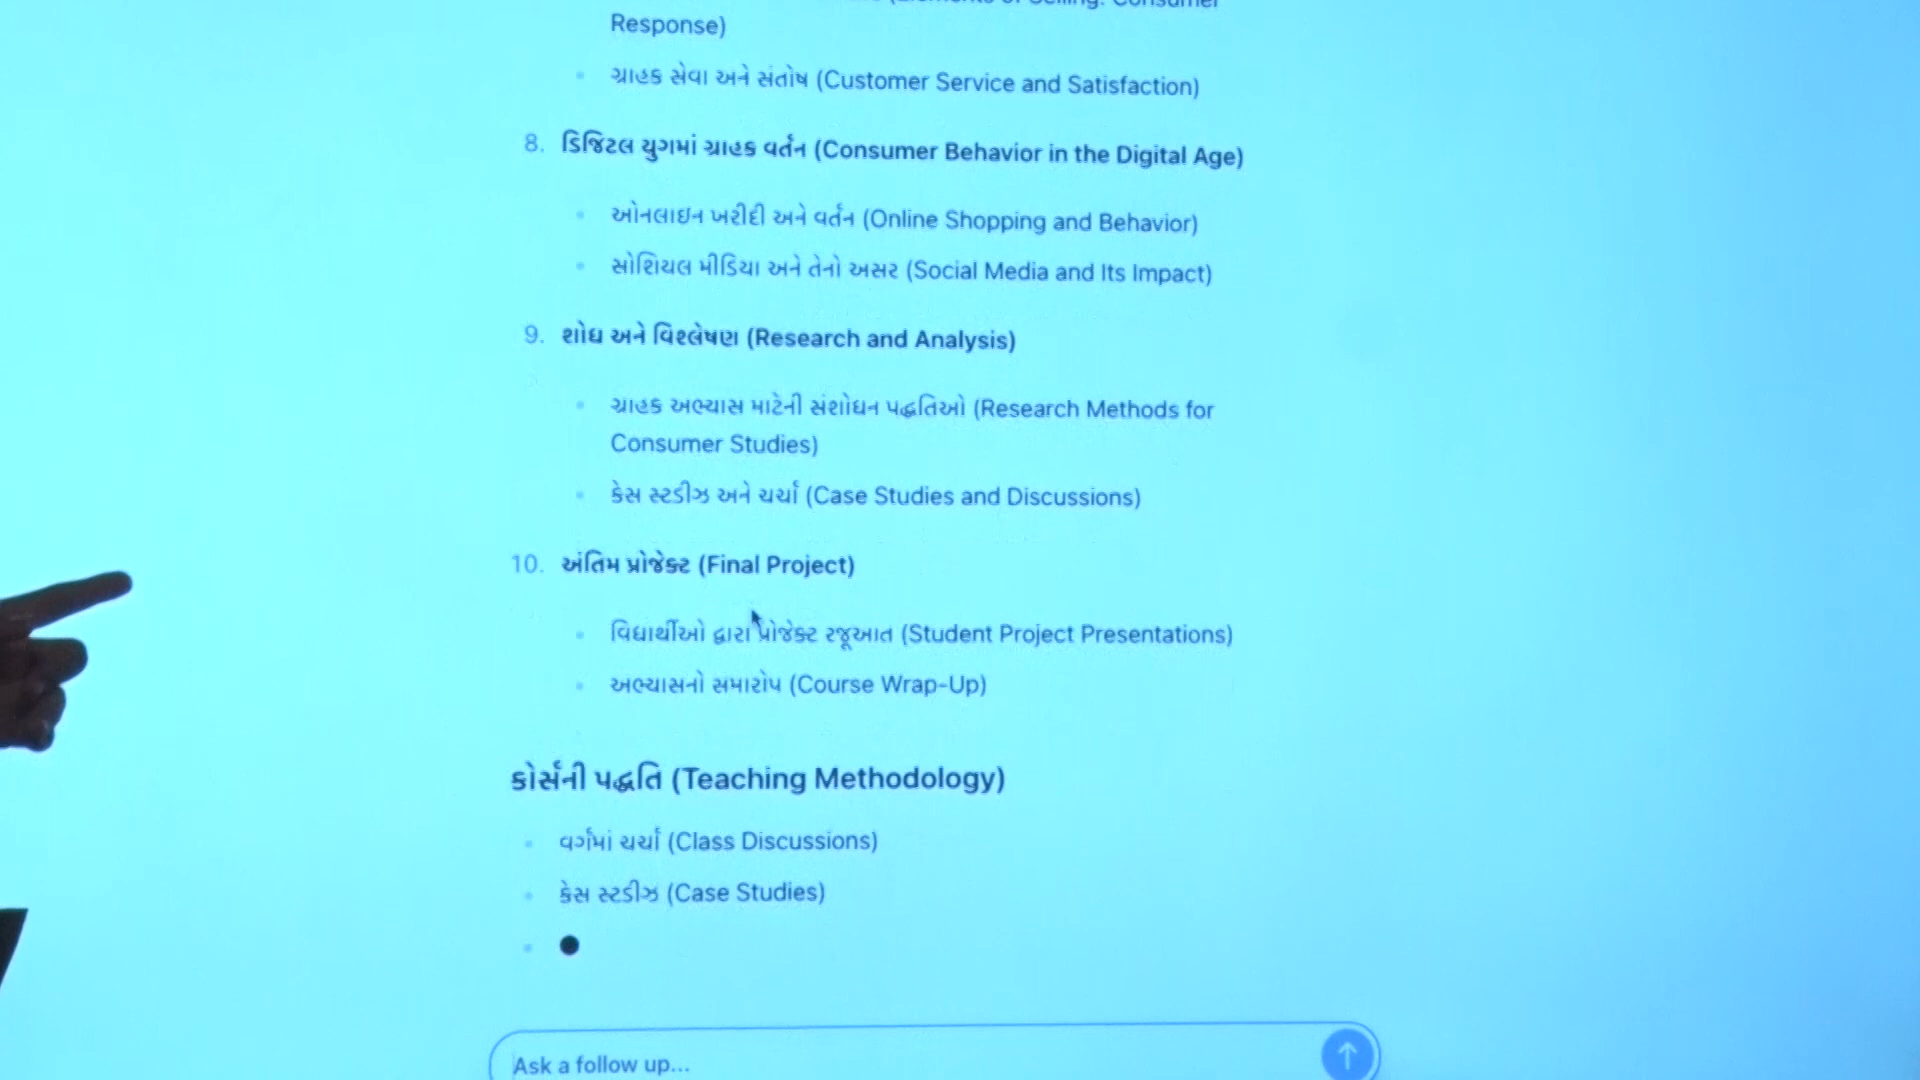 Response)
ગ્રાહક સેવા અને સંતોષ (Customer Service and Satisfaction)
8. ડિજિટલ યુગમાં ગ્રાહક વર્તન (Consumer Behavior in the Digital Age)
ઓનલાઇન ખરીદી અને વર્તન (Online Shopping and Behavior)
સોશિયલ મીડિયા અને તેનો અસર (Social Media and Its Impact)
9. શોધ અને વિશ્લેષણ (Research and Analysis)
ગ્રાહક અભ્યાસ માટેની સંશોધન પદ્ધતિઓ (Research Methods for
Consumer Studies)
કેસ સ્ટડીઝ અને ચર્ચા (Case Studies and Discussions)
10. અંતિમ પ્રોજેક્ટ (Final Project)
વિદ્યાર્થીઓ દ્વારા પ્રોજેક્ટ રજૂઆત (Student Project Presentations)
અભ્યાસનો સમારોપ (Course Wrap-Up)
કોર્સની પદ્ધતિ (Teaching Methodology)
વર્ગમાં ચર્ચા (Class Discussions)
કેસ સ્ટડીઝ (Case Studies)
Ask a follow up...